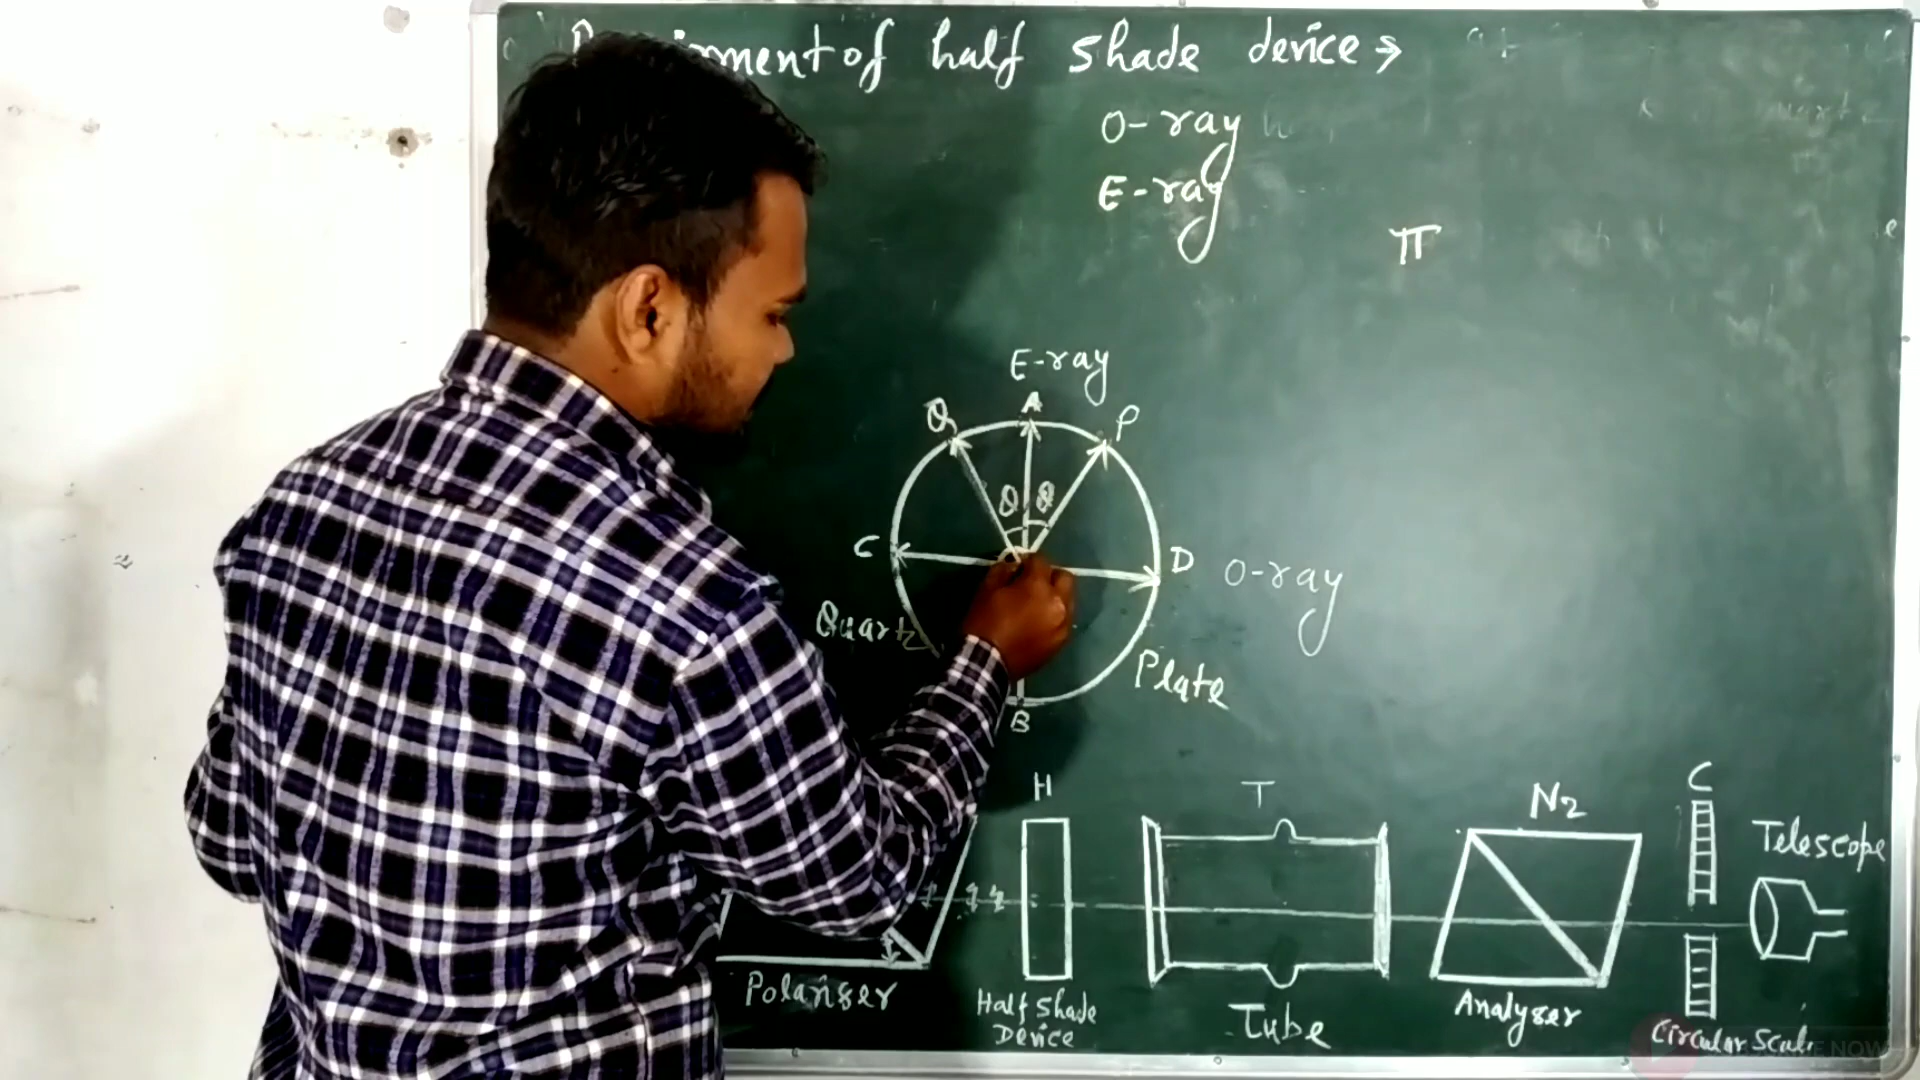 ment of half shade device →
O-ray
E-ray
π
E-ray
Q A P
θ θ
C D O-ray
Quartz
Plate
B
H T N2 C
Telescope
Polariser
Half Shade Device
Tube
Analyser
Circular Scale